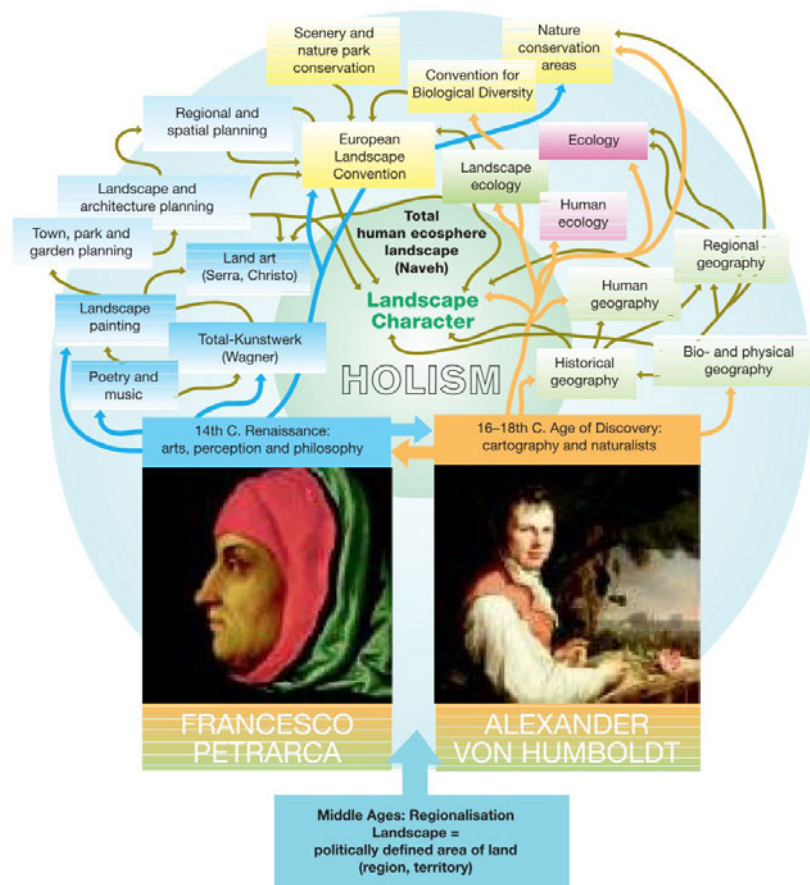 Scenery and
nature park
conservation
Nature
conservation
areas
Convention for
Biological Diversity
Regional and
spatial planning
European
Landscape
Convention
Ecology
Landscape
ecology
Landscape and
architecture planning
Human
ecology
Total
human ecosphere
landscape
(Naveh)
Town, park and
garden planning
Land art
(Serra, Christo)
Regional
geography
Human
geography
Landscape
painting
Landscape
Character
Total-Kunstwerk
(Wagner)
Historical
geography
Bio- and physical
geography
Poetry and
music
HOLISM
14th C. Renaissance:
arts, perception and philosophy
16–18th C. Age of Discovery:
cartography and naturalists
FRANCESCO
PETRARCA
ALEXANDER
VON HUMBOLDT
Middle Ages: Regionalisation
Landscape =
politically defined area of land
(region, territory)